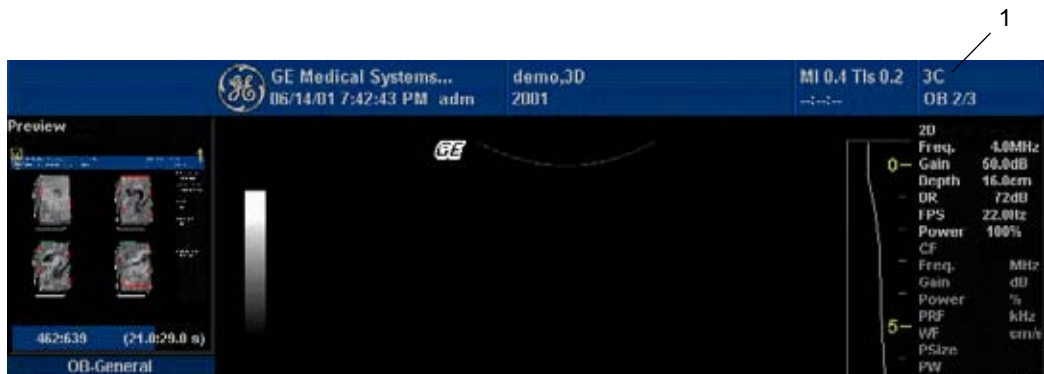 1
GE Medical Systems...
06/14/01 7:42:43 PM adm
demo,3D
2001
MI 0.4 TIs 0.2
--:--:--
3C
OB 2/3
Preview
1
462:639 (21.0:29.0 s)
OB-General
GE
0
5
2D
Freq. 4.0MHz
Gain 50.0dB
Depth 16.0cm
DR 72dB
FPS 22.0Hz
Power 100%
CF
Freq. MHz
Gain dB
Power %
PRF kHz
WF cm/s
PSize
PW